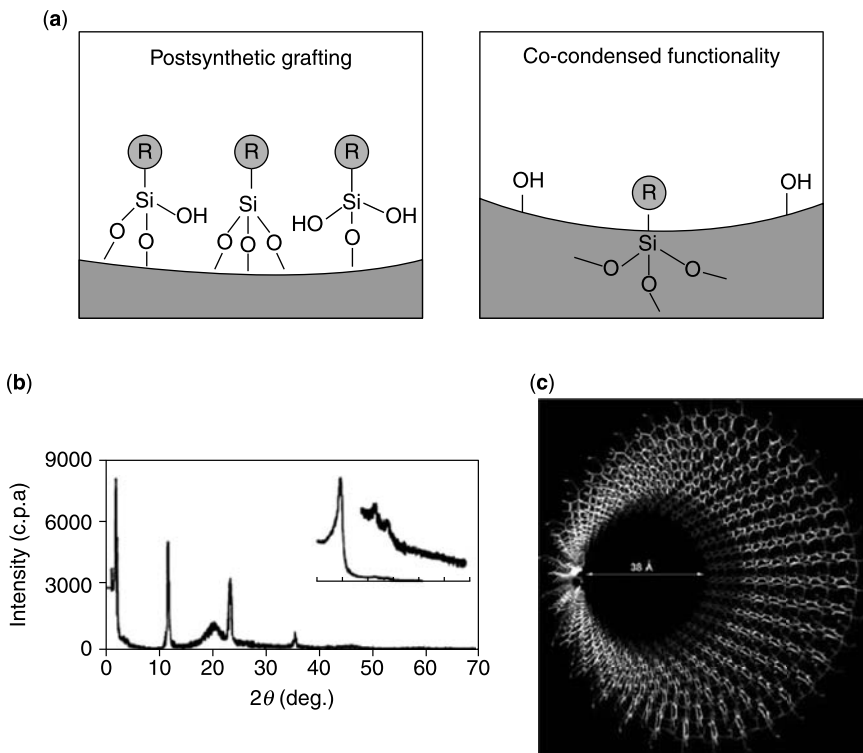 (a)
Postsynthetic grafting
R
R
R
Si
OH
O
O
Si
O
O
O
HO
Si
OH
O
Co-condensed functionality
OH
R
OH
Si
O
O
O
(b)
9000
6000
3000
0
Intensity (c.p.a)
0 10 20 30 40 50 60 70
2θ (deg.)
(c)
38 Å